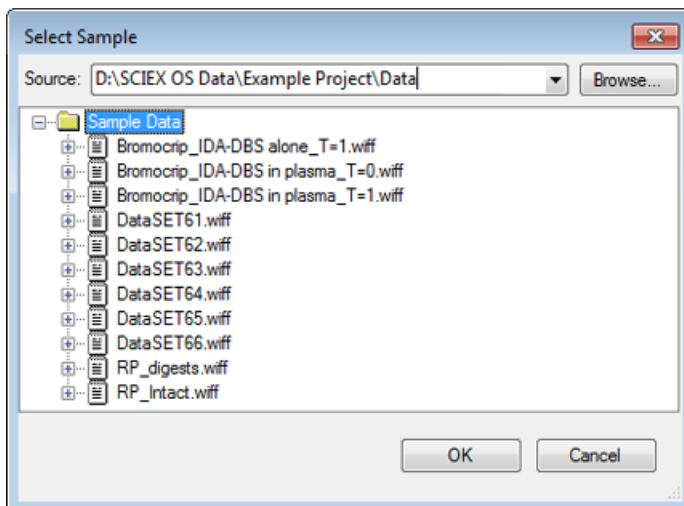 Select Sample
Source: D:\SCIEX OS Data\Example Project\Data Browse...
Sample Data
Bromocrip_IDA-DBS alone_T=1.wiff
Bromocrip_IDA-DBS in plasma_T=0.wiff
Bromocrip_IDA-DBS in plasma_T=1.wiff
DataSET61.wiff
DataSET62.wiff
DataSET63.wiff
DataSET64.wiff
DataSET65.wiff
DataSET66.wiff
RP_digests.wiff
RP_Intact.wiff
OK Cancel